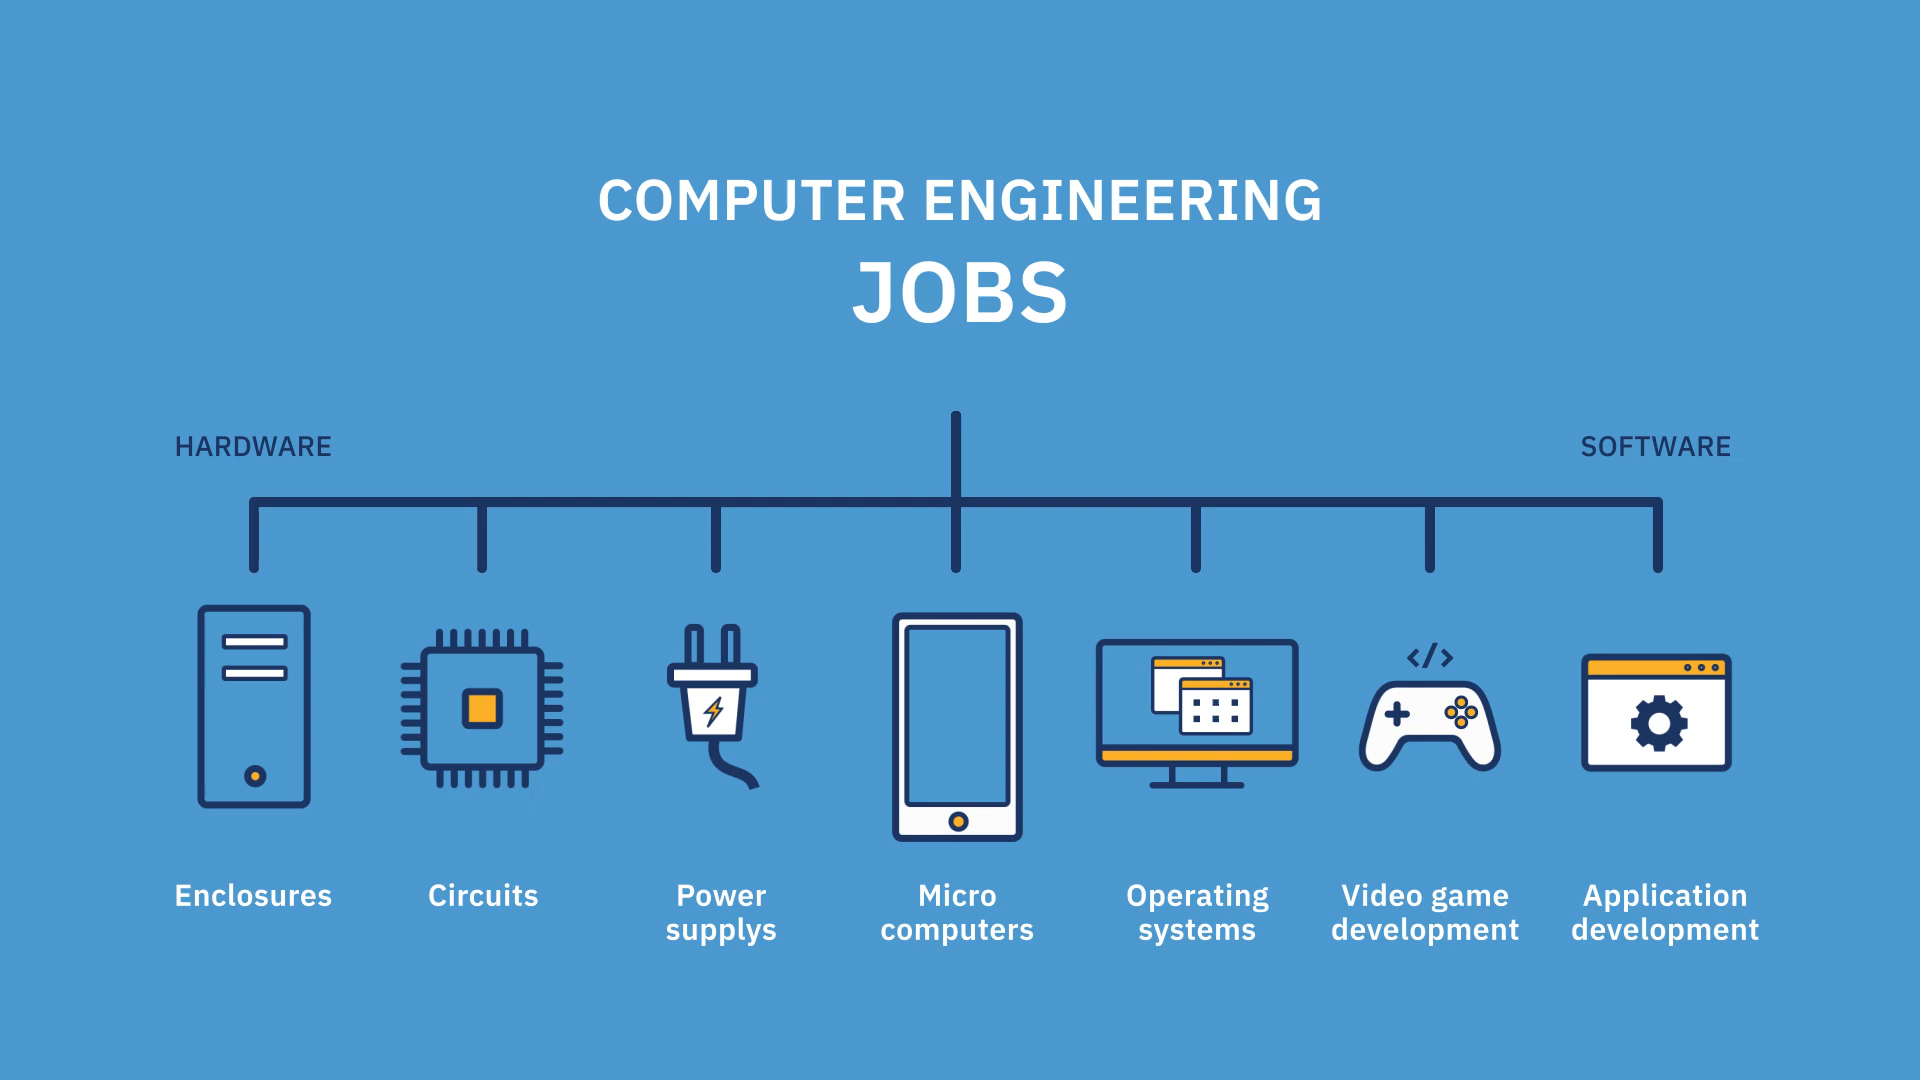 COMPUTER ENGINEERING
JOBS
HARDWARE
SOFTWARE
</>
Enclosures
Circuits
Power
supplys
Micro
computers
Operating
systems
Video game
development
Application
development